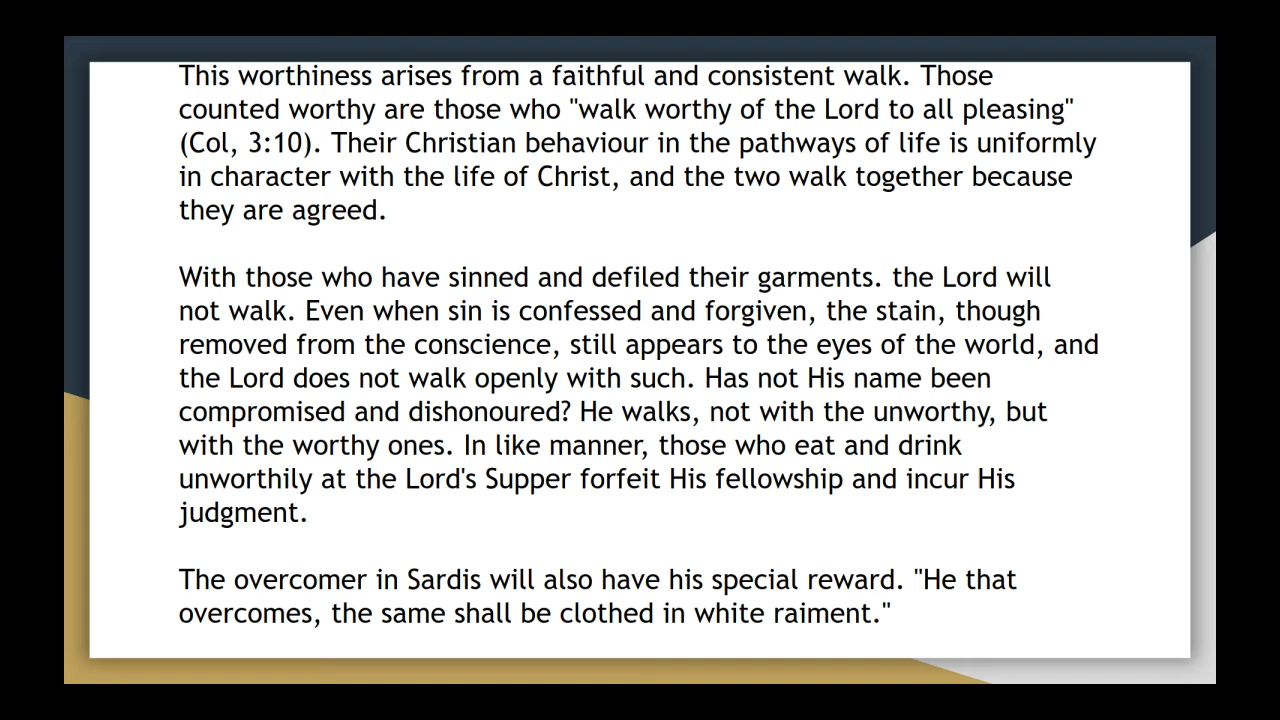 This worthiness arises from a faithful and consistent walk. Those
counted worthy are those who "walk worthy of the Lord to all pleasing"
(Col, 3:10). Their Christian behaviour in the pathways of life is uniformly
in character with the life of Christ, and the two walk together because
they are agreed.
With those who have sinned and defiled their garments. the Lord will
not walk. Even when sin is confessed and forgiven, the stain, though
removed from the conscience, still appears to the eyes of the world, and
the Lord does not walk openly with such. Has not His name been
compromised and dishonoured? He walks, not with the unworthy, but
with the worthy ones. In like manner, those who eat and drink
unworthily at the Lord's Supper forfeit His fellowship and incur His
judgment.
The overcomer in Sardis will also have his special reward. "He that
overcomes, the same shall be clothed in white raiment."